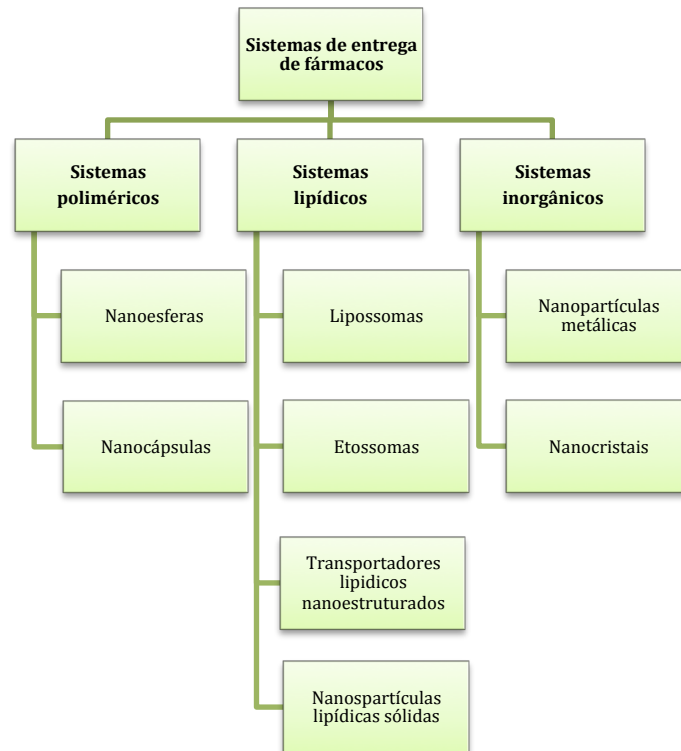 Sistemas de entrega
de fármacos
Sistemas
poliméricos
Sistemas
lipídicos
Sistemas
inorgânicos
Nanoesferas
Lipossomas
Nanopartículas
metálicas
Nanocápsulas
Etossomas
Nanocristais
Transportadores
lipidicos
nanoestruturados
Nanospartículas
lipídicas sólidas